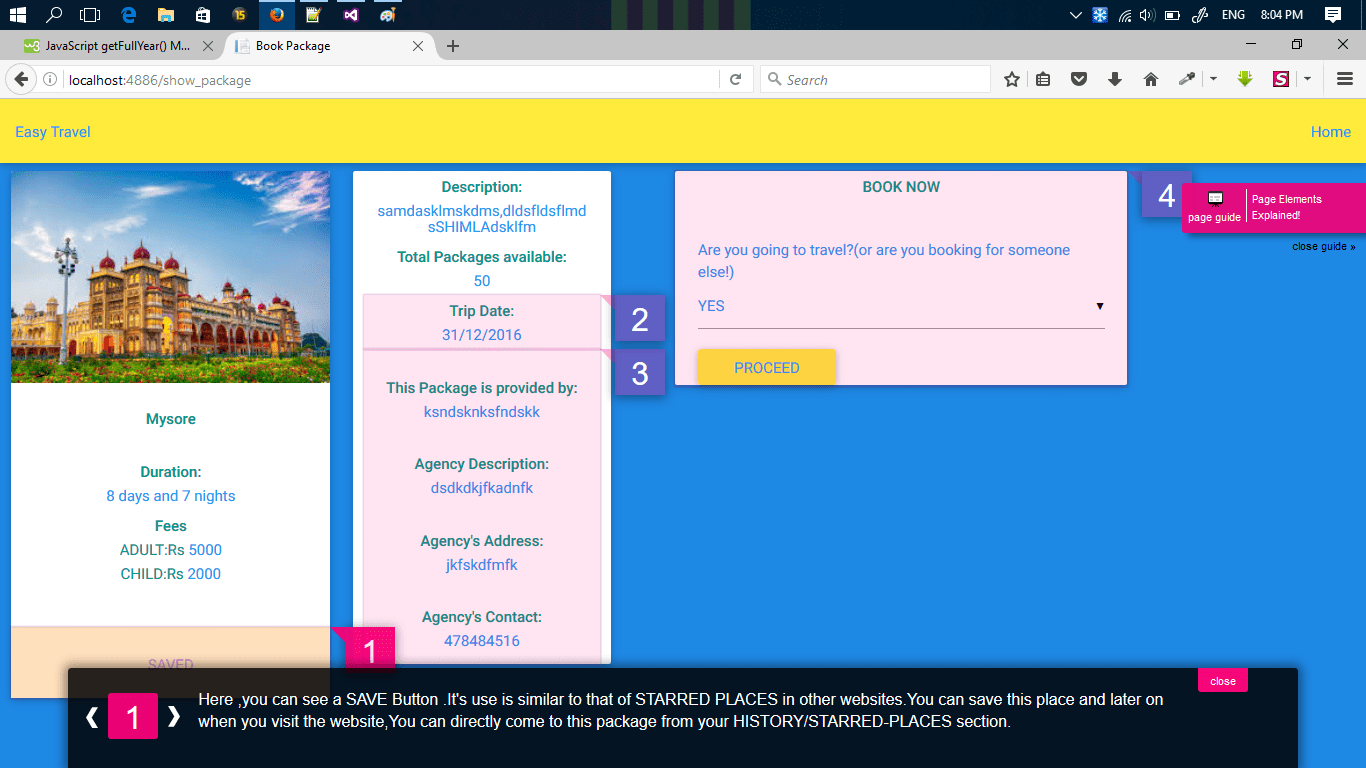 15
ENG
8:04 PM
JavaScript getFullYear() M...
Book Package
localhost:4886/show_package
Search
S
Easy Travel
Home
Mysore
Duration:
8 days and 7 nights
Fees
ADULT:Rs 5000
CHILD:Rs 2000
SAVED
1
Description:
samdasklmskdms,dldsfldsflmd
sSHIMLAdsklfm
Total Packages available:
50
Trip Date:
31/12/2016
2
3
This Package is provided by:
ksndsknksfndskk
Agency Description:
dsdkdkjfkadnfk
Agency's Address:
jkfskdfmfk
Agency's Contact:
478484516
BOOK NOW
Are you going to travel?(or are you booking for someone
else!)
YES
PROCEED
4
page guide
Page Elements
Explained!
close guide »
close
1
Here ,you can see a SAVE Button .It's use is similar to that of STARRED PLACES in other websites.You can save this place and later on
when you visit the website,You can directly come to this package from your HISTORY/STARRED-PLACES section.